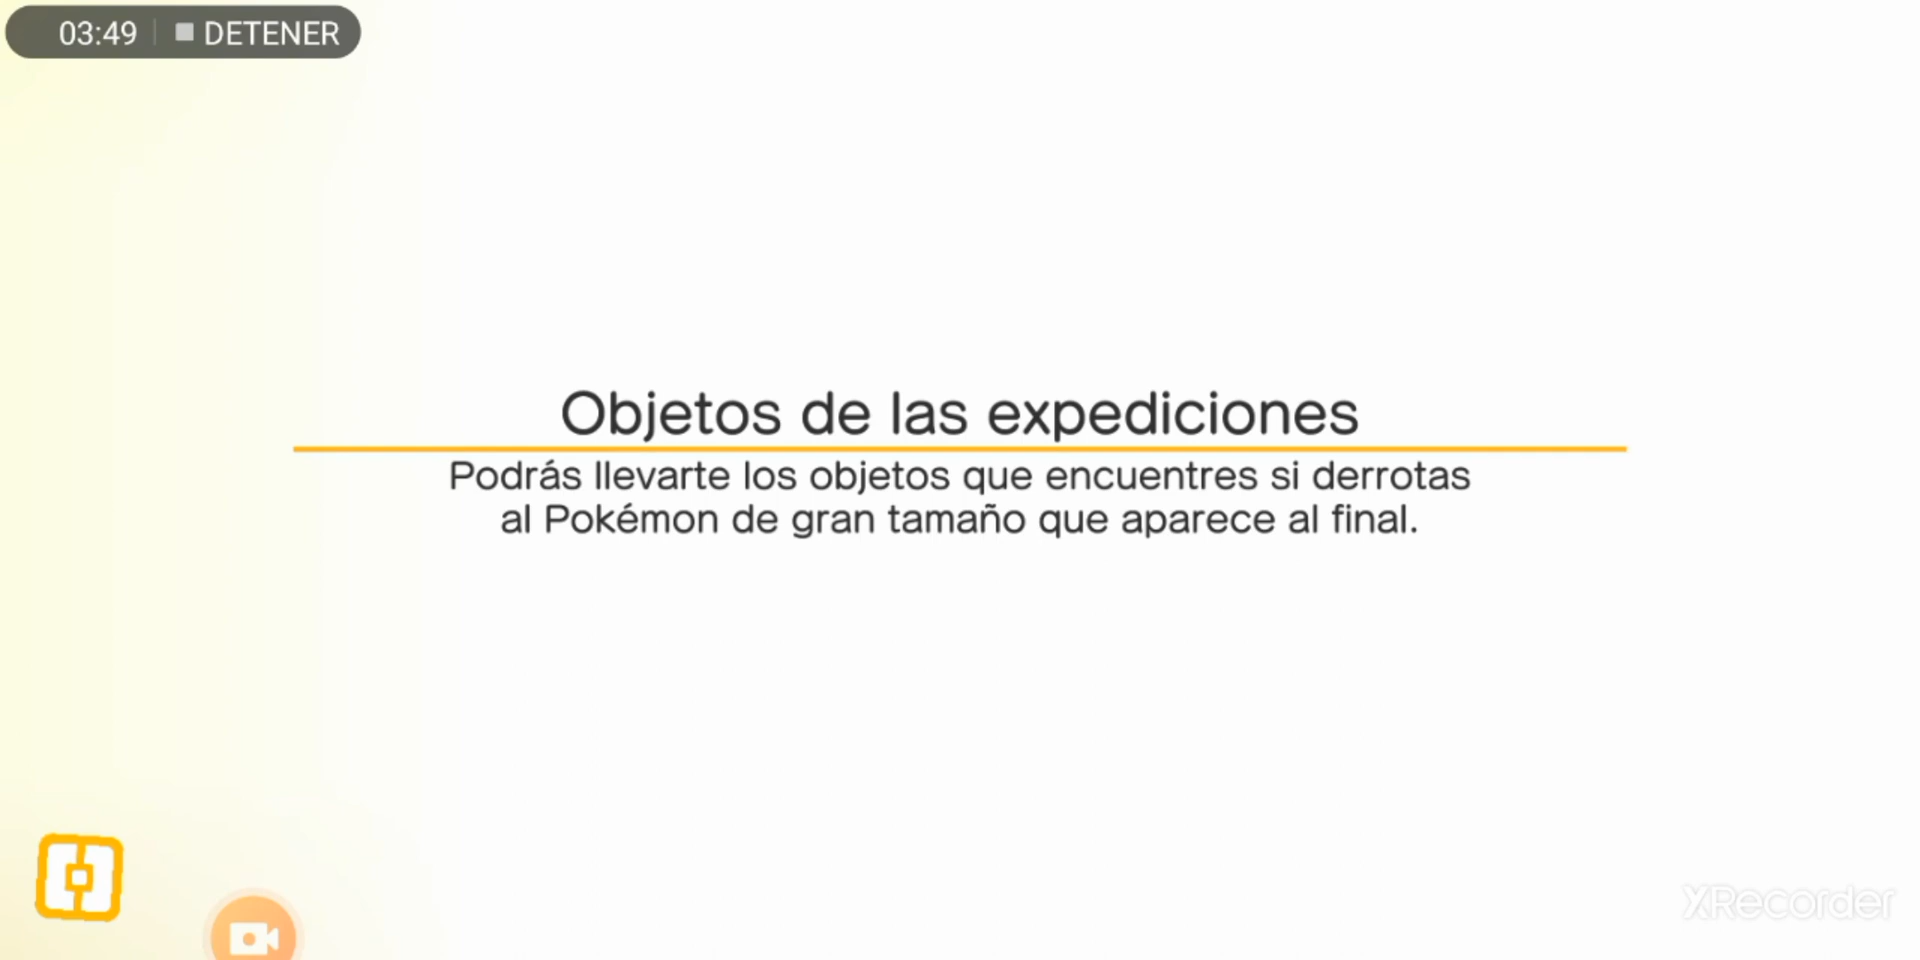 03:49 DETENER
Objetos de las expediciones
Podrás llevarte los objetos que encuentres si derrotas
al Pokémon de gran tamaño que aparece al final.
XRecorder